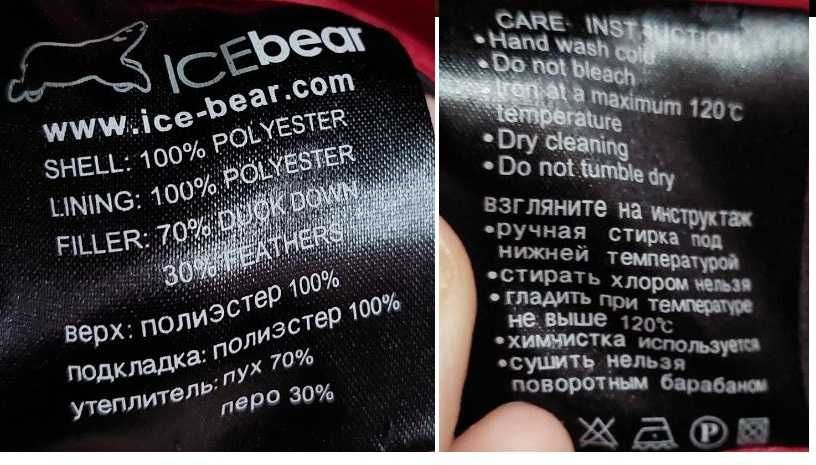 ICEbear
www.ice-bear.com
SHELL: 100% POLYESTER
LINING: 100% POLYESTER
FILLER: 70% DUCK DOWN
30% FEATHERS
верх: полиэстер 100%
подкладка: полиэстер 100%
утеплитель: пух 70%
перо 30%
CARE INSTRUCTION
•Hand wash cold
•Do not bleach
•Iron at a maximum 120℃
temperature
•Dry cleaning
•Do not tumble dry
взгляните на инструктаж
•ручная стирка под
нижней температурой
•стирать хлором нельзя
•гладить при температуре
не выше 120℃
•химчистка используется
•сушить нельзя
поворотным барабаном
P